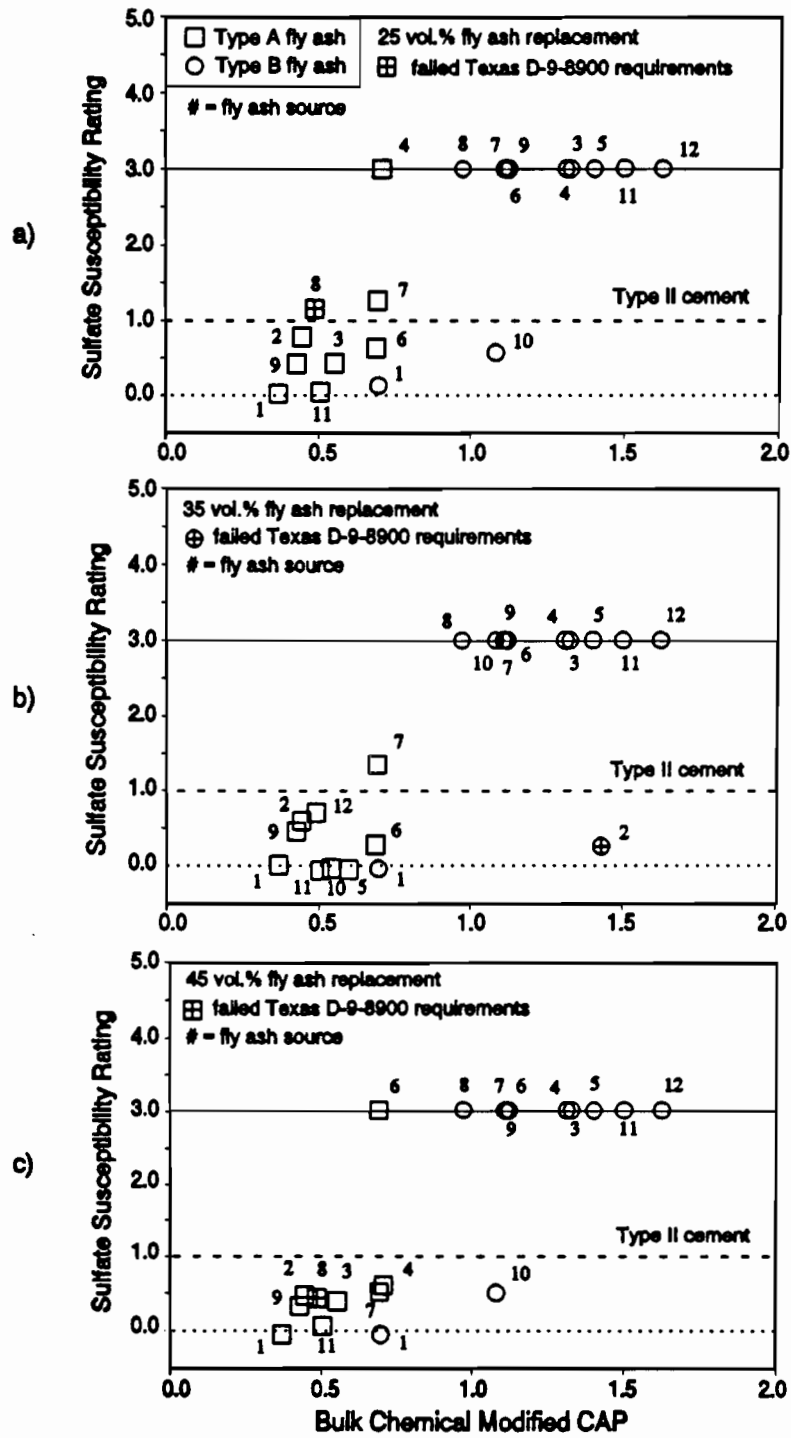 a)
Sulfate Susceptibility Rating
5.0
4.0
3.0
2.0
1.0
0.0
Type A fly ash
Type B fly ash
25 vol.% fly ash replacement
failed Texas D-9-8900 requirements
# = fly ash source
4 8 7 9 3 5 12
6 4 11
8 7
Type II cement
2 3 6
9 1 10
1 11
0.0 0.5 1.0 1.5 2.0
b)
Sulfate Susceptibility Rating
5.0
4.0
3.0
2.0
1.0
0.0
35 vol.% fly ash replacement
failed Texas D-9-8900 requirements
# = fly ash source
8 9 4 5 12
10 7 6 3 11
7
Type II cement
2 12
9 6 2
1 11 10 5 1
0.0 0.5 1.0 1.5 2.0
c)
Sulfate Susceptibility Rating
5.0
4.0
3.0
2.0
1.0
0.0
45 vol.% fly ash replacement
failed Texas D-9-8900 requirements
# = fly ash source
6 8 7 6 4 5 12
9 3 11
Type II cement
2 8 3 4
9 7 10
1 11 1
0.0 0.5 1.0 1.5 2.0
Bulk Chemical Modified CAP